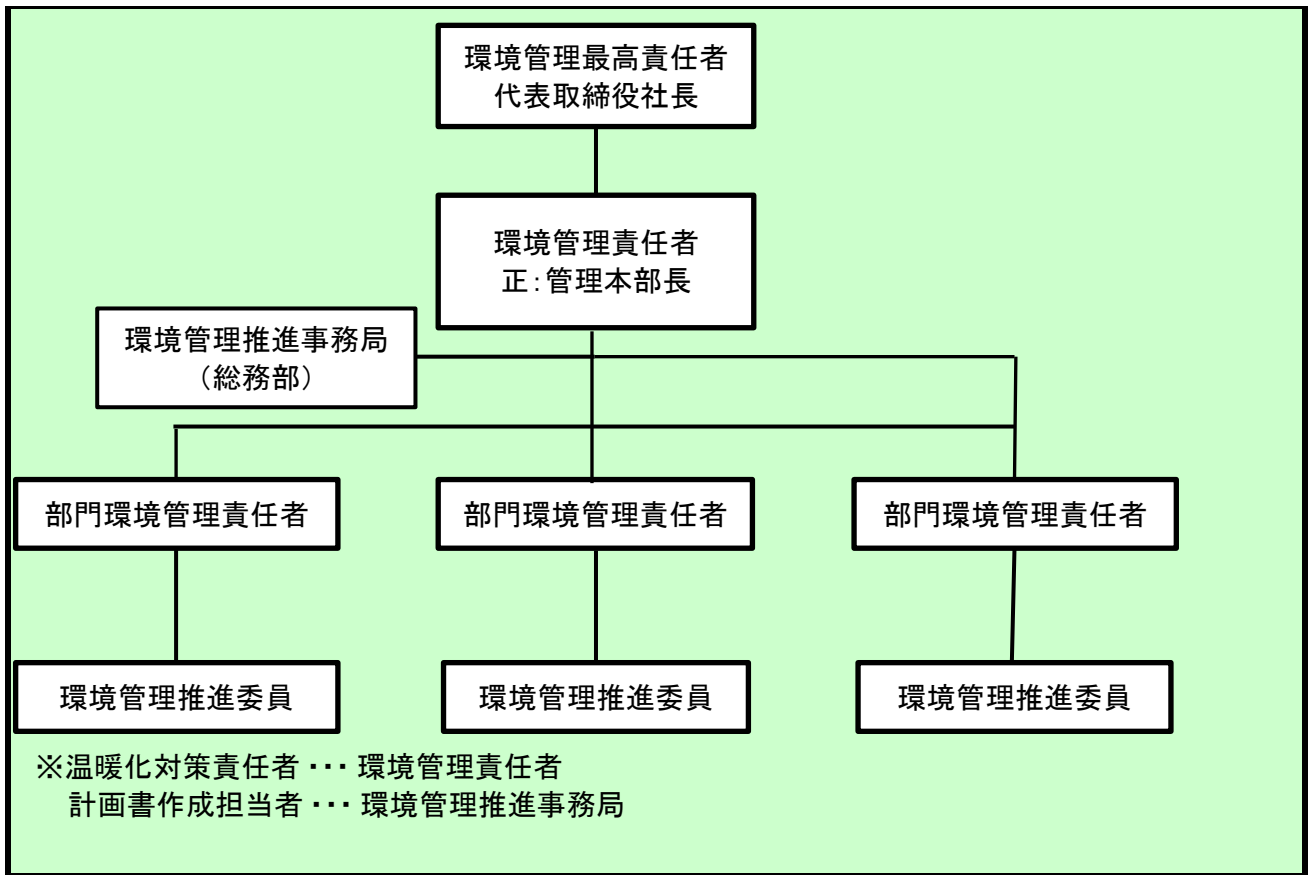 環境管理最高責任者
代表取締役社長
環境管理責任者
正：管理本部長
環境管理推進事務局
（総務部）
部門環境管理責任者
部門環境管理責任者
部門環境管理責任者
環境管理推進委員
環境管理推進委員
環境管理推進委員
※温暖化対策責任者・・・環境管理責任者
計画書作成担当者・・・環境管理推進事務局